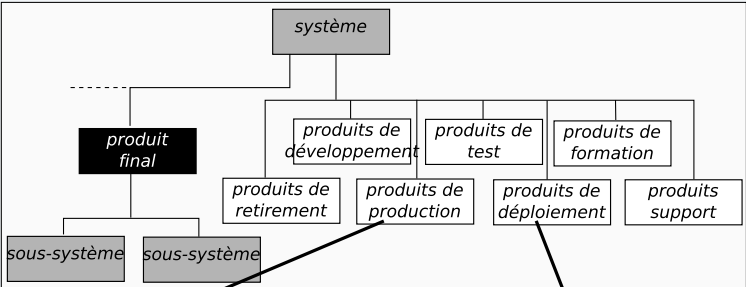 système
produit
final
produits de
développement
produits de
test
produits de
formation
produits de
retirement
produits de
production
produits de
déploiement
produits
support
sous-système
sous-système